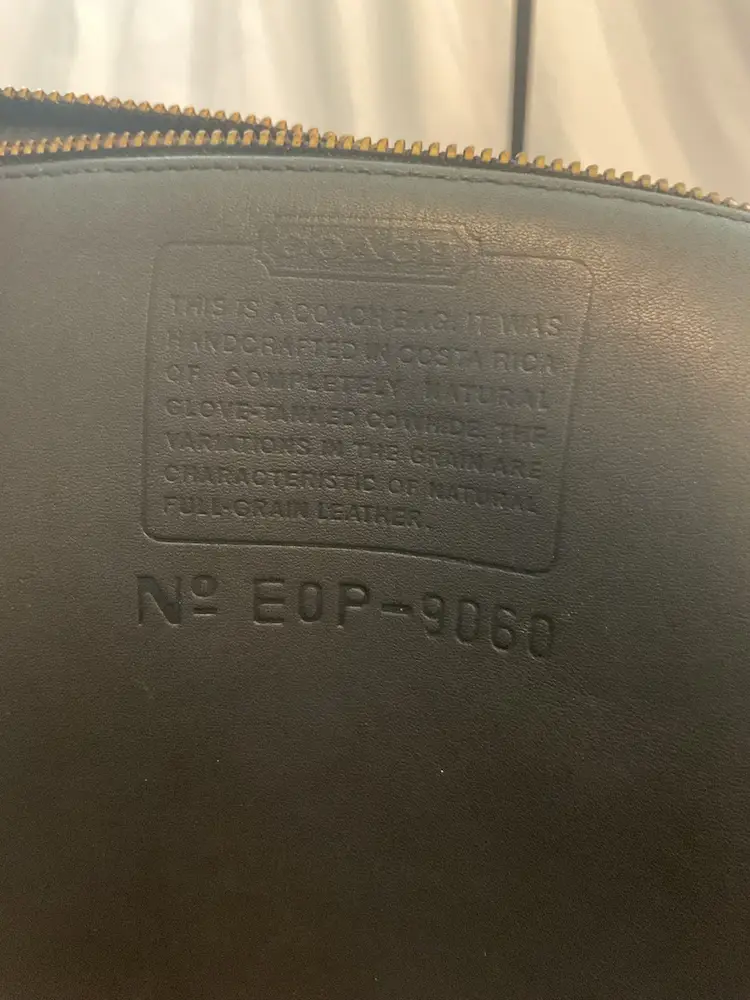 COACH
THIS IS A COACH BAG. IT WAS
HANDCRAFTED IN COSTA RICA
OF COMPLETELY NATURAL
GLOVE-TANNED COWHIDE. THE
VARIATIONS IN THE GRAIN ARE
CHARACTERISTIC OF NATURAL
FULL-GRAIN LEATHER.
Nº EOP-9060